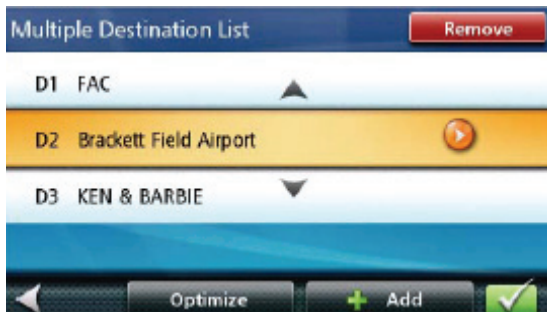 Multiple Destination List Remove
D1 FAC
D2 Brackett Field Airport
D3 KEN & BARBIE
Optimize Add